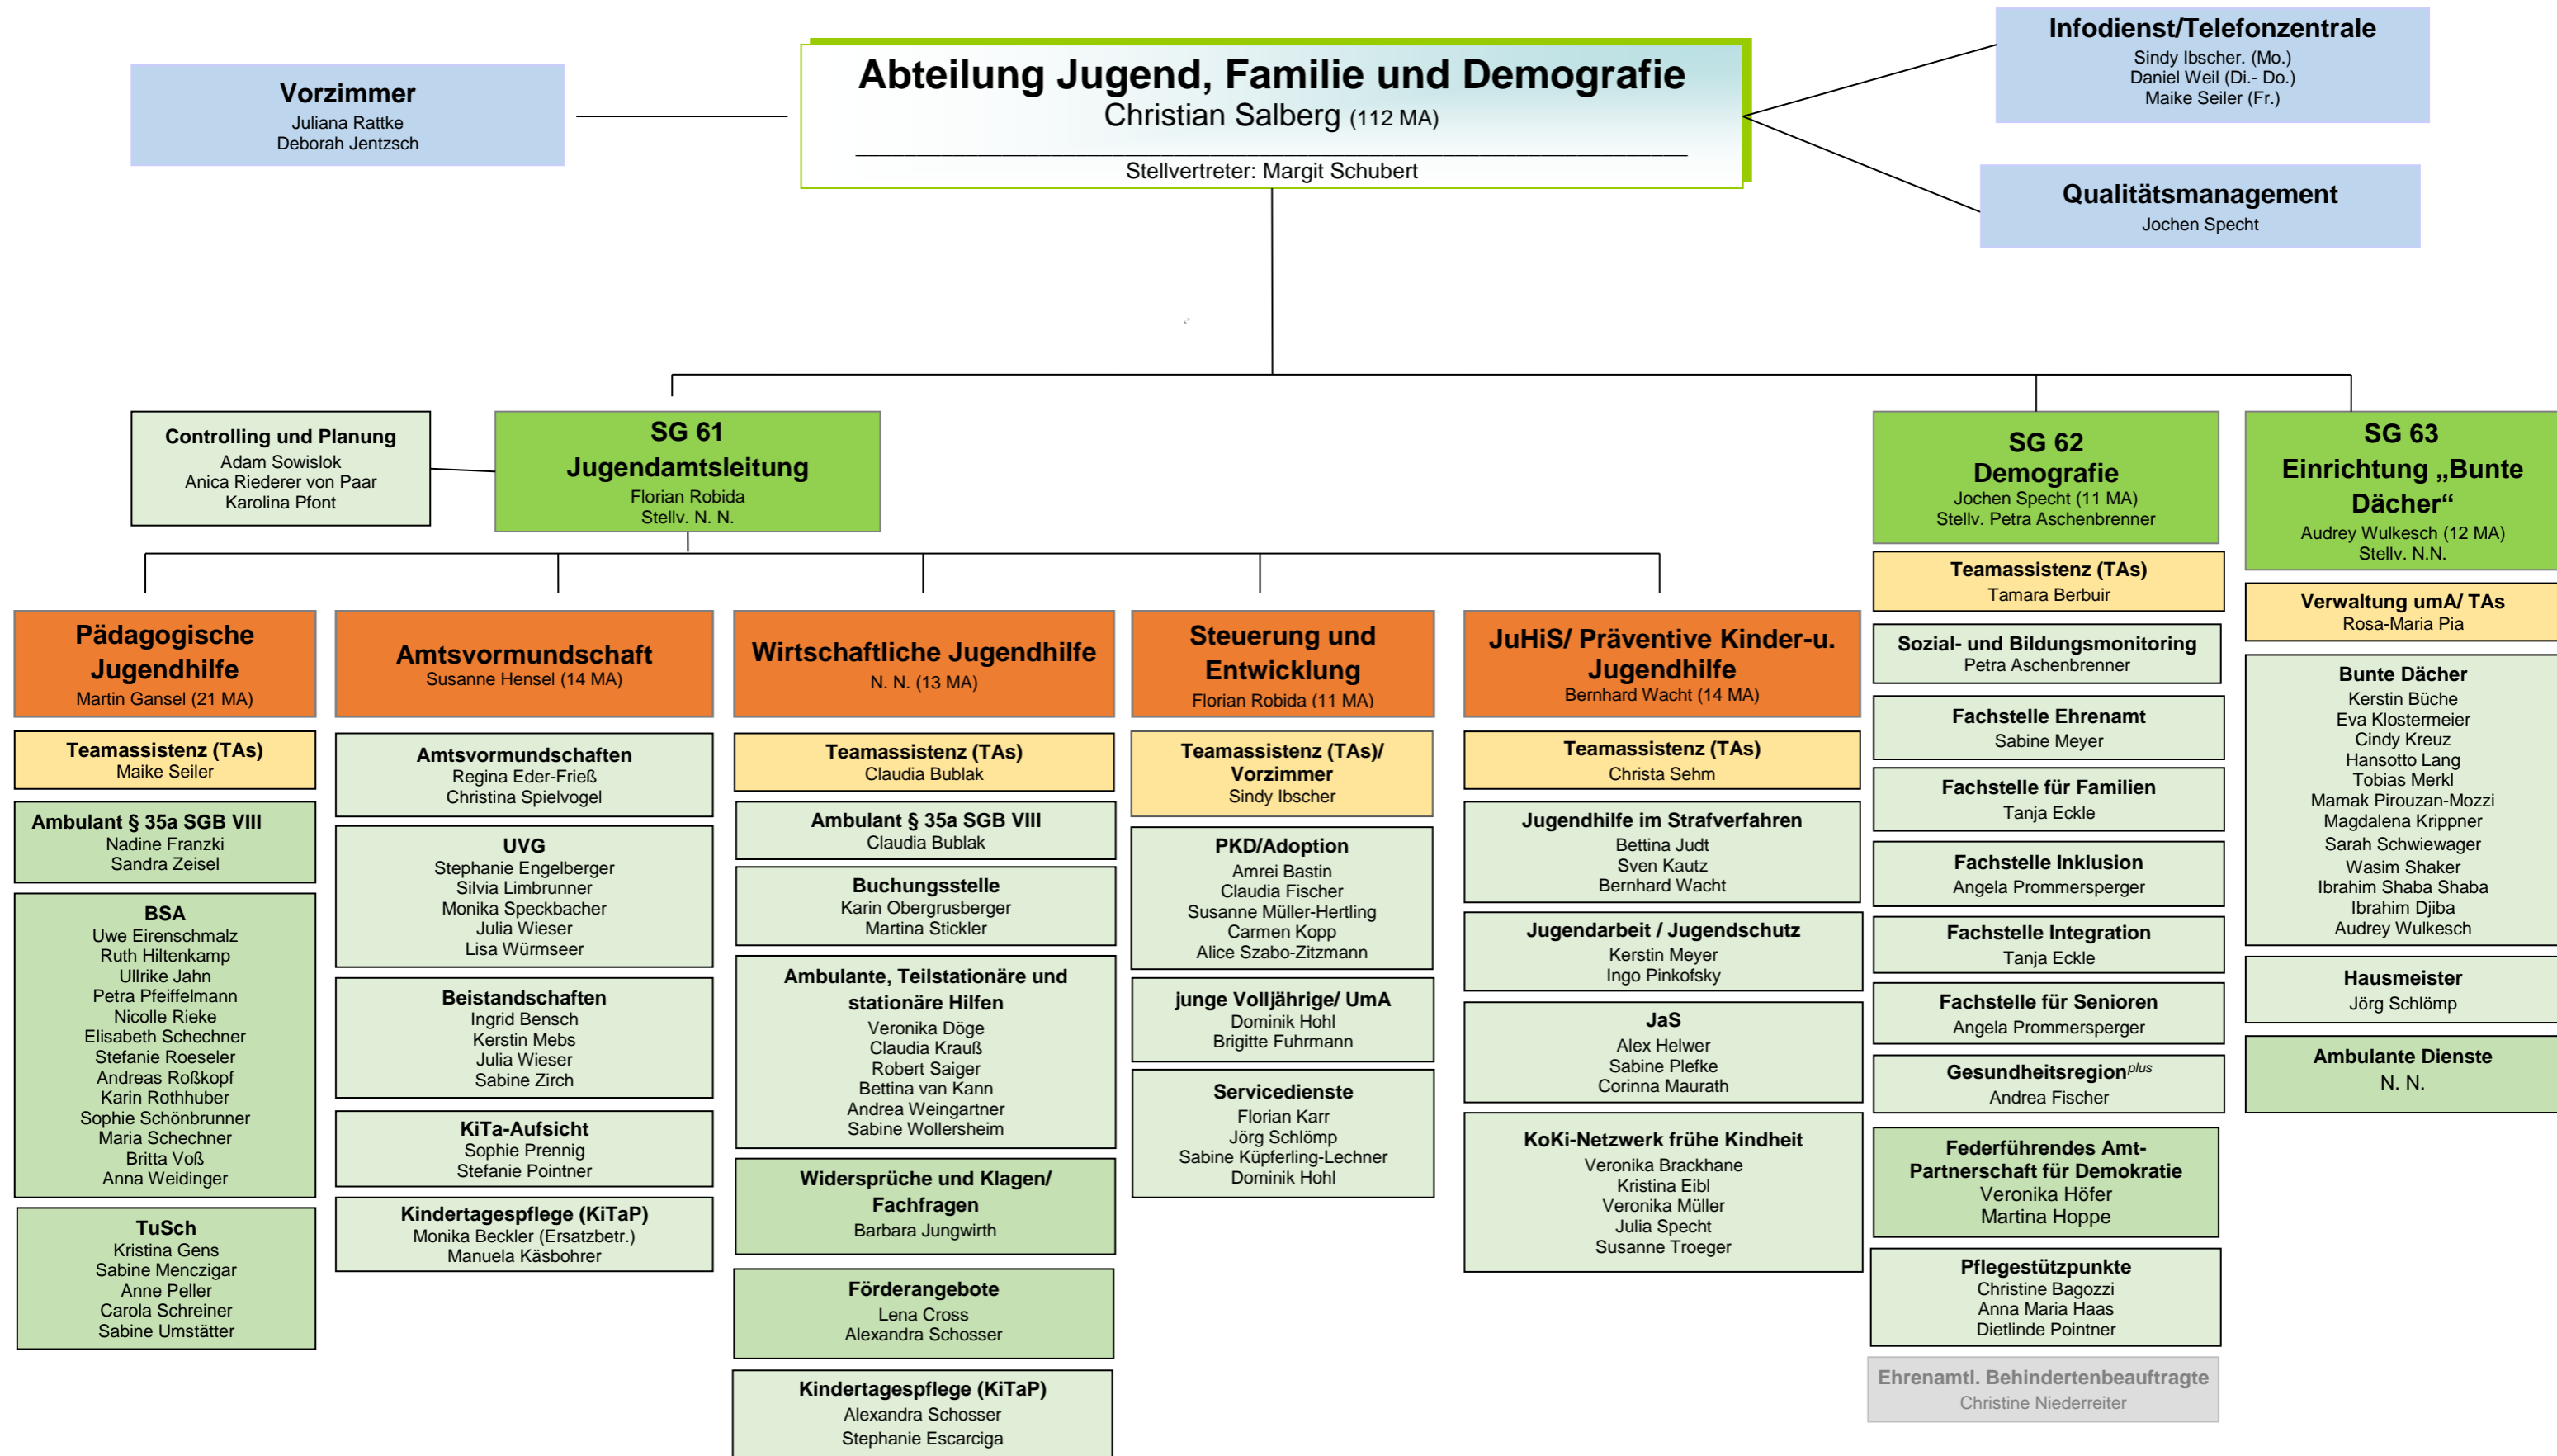 Vorzimmer
Juliana Rattke
Deborah Jentzsch
Abteilung Jugend, Familie und Demografie
Christian Salberg (112 MA)
Stellvertreter: Margit Schubert
Infodienst/Telefonzentrale
Sindy Ibscher. (Mo.)
Daniel Weil (Di.- Do.)
Maike Seiler (Fr.)
Qualitätsmanagement
Jochen Specht
Controlling und Planung
Adam Sowislok
Anica Riederer von Paar
Karolina Pfont
SG 61
Jugendamtsleitung
Florian Robida
Stellv. N. N.
SG 62
Demografie
Jochen Specht (11 MA)
Stellv. Petra Aschenbrenner
SG 63
Einrichtung „Bunte
Dächer“
Audrey Wulkesch (12 MA)
Stellv. N.N.
Pädagogische
Jugendhilfe
Martin Gansel (21 MA)
Teamassistenz (TAs)
Maike Seiler
Ambulant § 35a SGB VIII
Nadine Franzki
Sandra Zeisel
BSA
Uwe Eirenschmalz
Ruth Hiltenkamp
Ullrike Jahn
Petra Pfeiffelmann
Nicolle Rieke
Elisabeth Schechner
Stefanie Roeseler
Andreas Roßkopf
Karin Rothhuber
Sophie Schönbrunner
Maria Schechner
Britta Voß
Anna Weidinger
TuSch
Kristina Gens
Sabine Menczigar
Anne Peller
Carola Schreiner
Sabine Umstätter
Amtsvormundschaft
Susanne Hensel (14 MA)
Amtsvormundschaften
Regina Eder-Frieß
Christina Spielvogel
UVG
Stephanie Engelberger
Silvia Limbrunner
Monika Speckbacher
Julia Wieser
Lisa Würmseer
Beistandschaften
Ingrid Bensch
Kerstin Mebs
Julia Wieser
Sabine Zirch
KiTa-Aufsicht
Sophie Prennig
Stefanie Pointner
Kindertagespflege (KiTaP)
Monika Beckler (Ersatzbetr.)
Manuela Käsbohrer
Wirtschaftliche Jugendhilfe
N. N. (13 MA)
Teamassistenz (TAs)
Claudia Bublak
Ambulant § 35a SGB VIII
Claudia Bublak
Buchungsstelle
Karin Obergrusberger
Martina Stickler
Ambulante, Teilstationäre und
stationäre Hilfen
Veronika Döge
Claudia Krauß
Robert Saiger
Bettina van Kann
Andrea Weingartner
Sabine Wollersheim
Widersprüche und Klagen/
Fachfragen
Barbara Jungwirth
Förderangebote
Lena Cross
Alexandra Schosser
Kindertagespflege (KiTaP)
Alexandra Schosser
Stephanie Escarciga
Steuerung und
Entwicklung
Florian Robida (11 MA)
Teamassistenz (TAs)/
Vorzimmer
Sindy Ibscher
PKD/Adoption
Amrei Bastin
Claudia Fischer
Susanne Müller-Hertling
Carmen Kopp
Alice Szabo-Zitzmann
junge Volljährige/ UmA
Dominik Hohl
Brigitte Fuhrmann
Servicedienste
Florian Karr
Jörg Schlömp
Sabine Küpferling-Lechner
Dominik Hohl
JuHiS/ Präventive Kinder-u.
Jugendhilfe
Bernhard Wacht (14 MA)
Teamassistenz (TAs)
Christa Sehm
Jugendhilfe im Strafverfahren
Bettina Judt
Sven Kautz
Bernhard Wacht
Jugendarbeit / Jugendschutz
Kerstin Meyer
Ingo Pinkofsky
JaS
Alex Helwer
Sabine Plefke
Corinna Maurath
KoKi-Netzwerk frühe Kindheit
Veronika Brackhane
Kristina Eibl
Veronika Müller
Julia Specht
Susanne Troeger
Teamassistenz (TAs)
Tamara Berbuir
Sozial- und Bildungsmonitoring
Petra Aschenbrenner
Fachstelle Ehrenamt
Sabine Meyer
Fachstelle für Familien
Tanja Eckle
Fachstelle Inklusion
Angela Prommersperger
Fachstelle Integration
Tanja Eckle
Fachstelle für Senioren
Angela Prommersperger
Gesundheitsregion plus
Andrea Fischer
Federführendes Amt-
Partnerschaft für Demokratie
Veronika Höfer
Martina Hoppe
Pflegestützpunkte
Christine Bagozzi
Anna Maria Haas
Dietlinde Pointner
Ehrenamtl. Behindertenbeauftragte
Christine Niederreiter
Verwaltung umA/ TAs
Rosa-Maria Pia
Bunte Dächer
Kerstin Büche
Eva Klostermeier
Cindy Kreuz
Hansotto Lang
Tobias Merkl
Mamak Pirouzan-Mozzi
Magdalena Krippner
Sarah Schwiewager
Wasim Shaker
Ibrahim Shaba Shaba
Ibrahim Djiba
Audrey Wulkesch
Hausmeister
Jörg Schlömp
Ambulante Dienste
N. N.